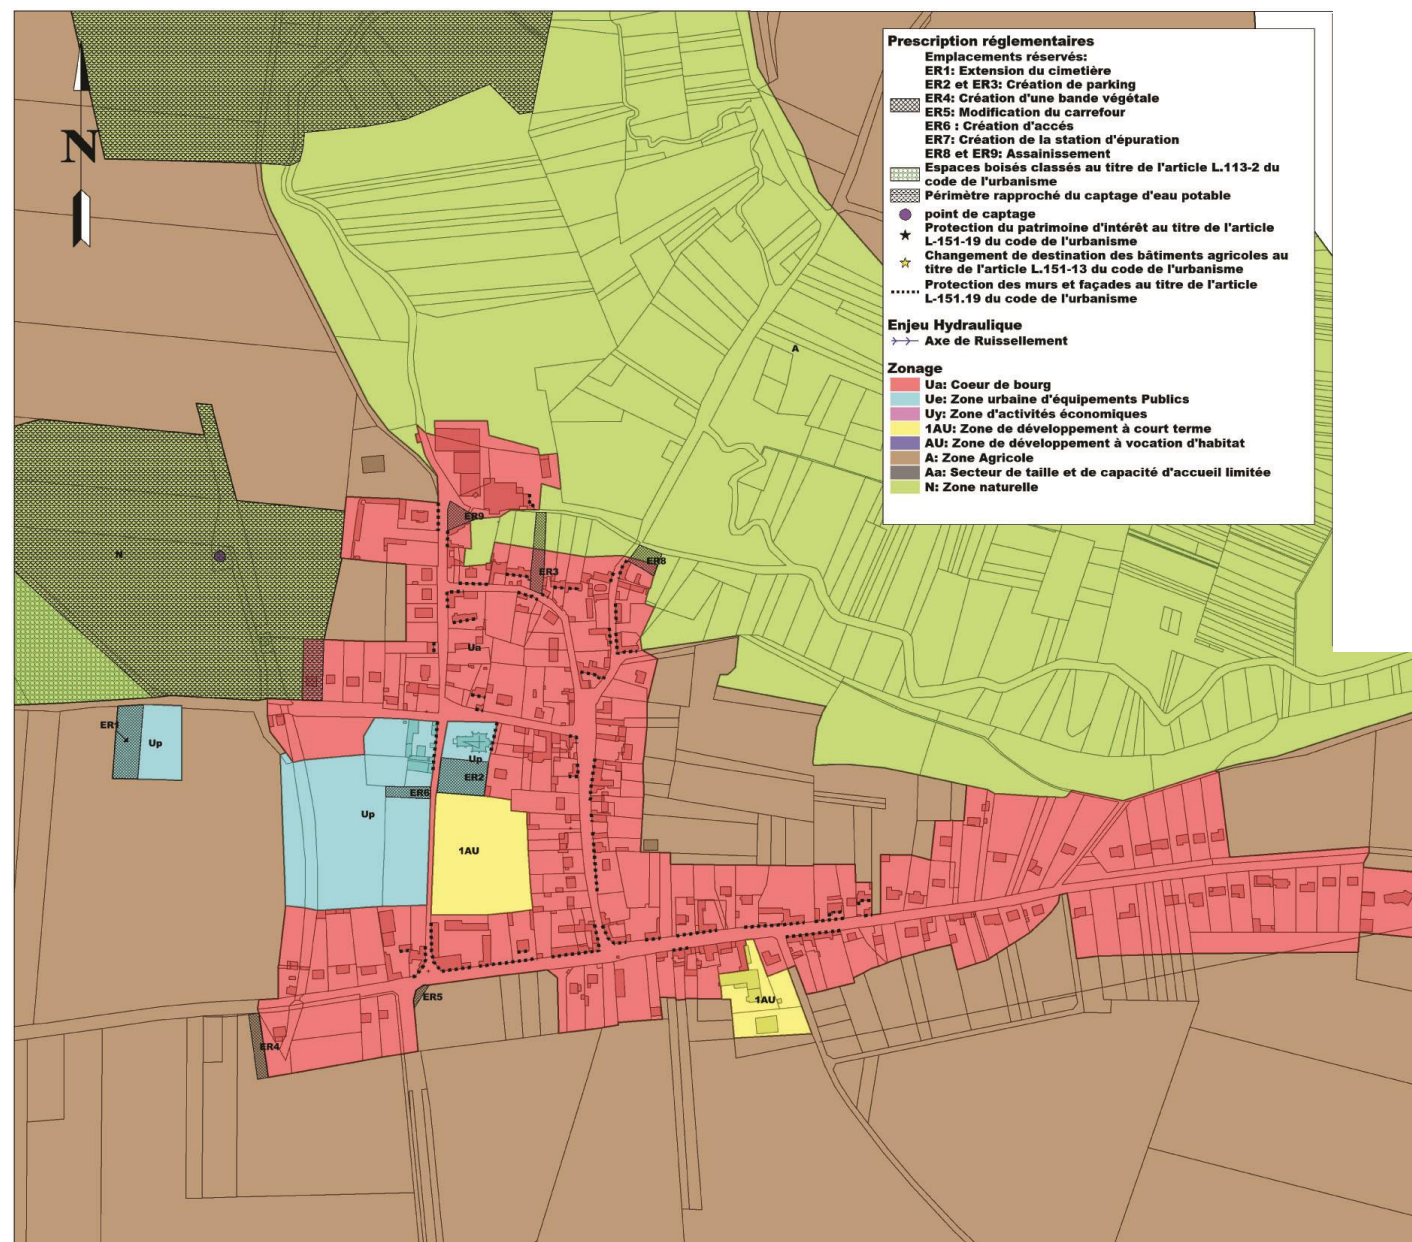 Prescription réglementaires
Emplacements réservés:
ER1: Extension du cimetière
ER2 et ER3: Création de parking
ER4: Création d'une bande végétale
ER5: Modification du carrefour
ER6 : Création d'accés
ER7: Création de la station d'épuration
ER8 et ER9: Assainissement
Espaces boisés classés au titre de l'article L.113-2 du
code de l'urbanisme
Périmètre rapproché du captage d'eau potable
point de captage
Protection du patrimoine d'intérêt au titre de l'article
L-151-19 du code de l'urbanisme
Changement de destination des bâtiments agricoles au
titre de l'article L.151-13 du code de l'urbanisme
Protection des murs et façades au titre de l'article
L-151.19 du code de l'urbanisme
Enjeu Hydraulique
Axe de Ruissellement
Zonage
Ua: Coeur de bourg
Ue: Zone urbaine d'équipements Publics
Uy: Zone d'activités économiques
1AU: Zone de développement à court terme
AU: Zone de développement à vocation d'habitat
A: Zone Agricole
Aa: Secteur de taille et de capacité d'accueil limitée
N: Zone naturelle
N
A
ER9
N
ER8
ER3
Ua
ER1
Up
Up
ER2
ER6
Up
1AU
ER5
1AU
ER4